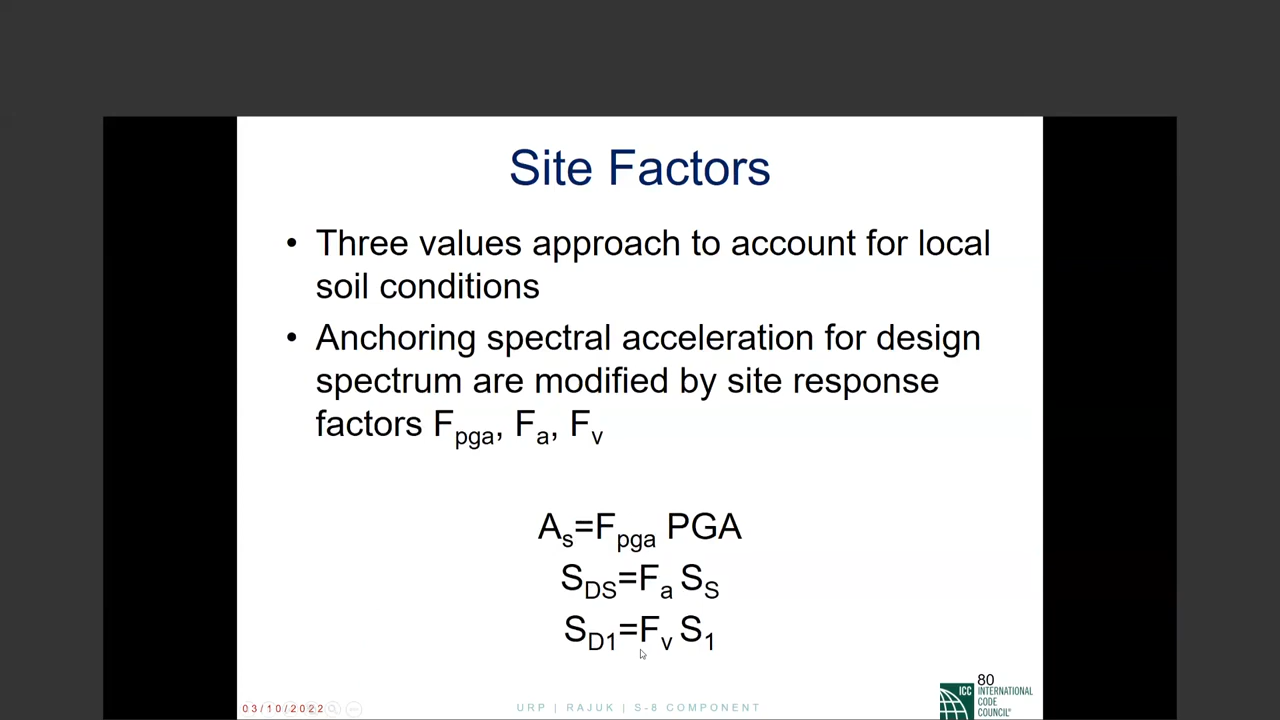 Site Factors
• Three values approach to account for local
soil conditions
• Anchoring spectral acceleration for design
spectrum are modified by site response
factors Fpga, Fa, Fv
As=Fpga PGA
SDS=Fa SS
SD1=Fv S1
80
ICC INTERNATIONAL
CODE
COUNCIL®
03/10/2022
URP | RAJUK | S-8 COMPONENT